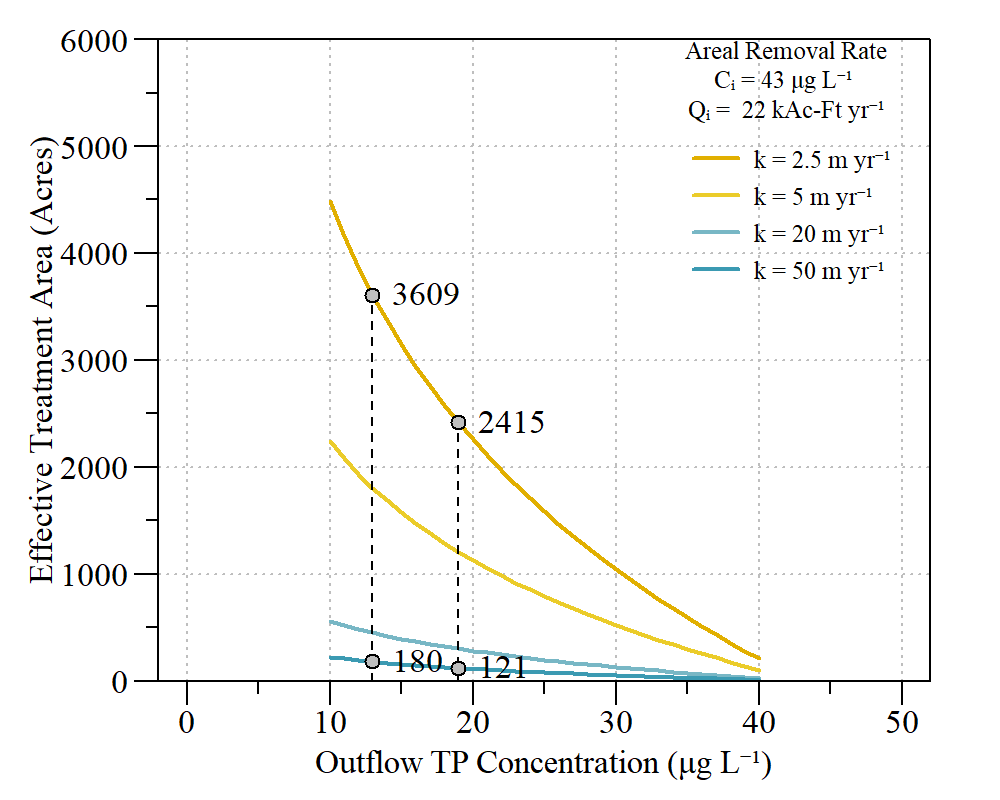 6000
5000
4000
3000
2000
1000
0
Effective Treatment Area (Acres)
Areal Removal Rate
Cᵢ = 43 μg L⁻¹
Qᵢ = 22 kAc-Ft yr⁻¹
k = 2.5 m yr⁻¹
k = 5 m yr⁻¹
k = 20 m yr⁻¹
k = 50 m yr⁻¹
3609
2415
180
121
0 10 20 30 40 50
Outflow TP Concentration (μg L⁻¹)